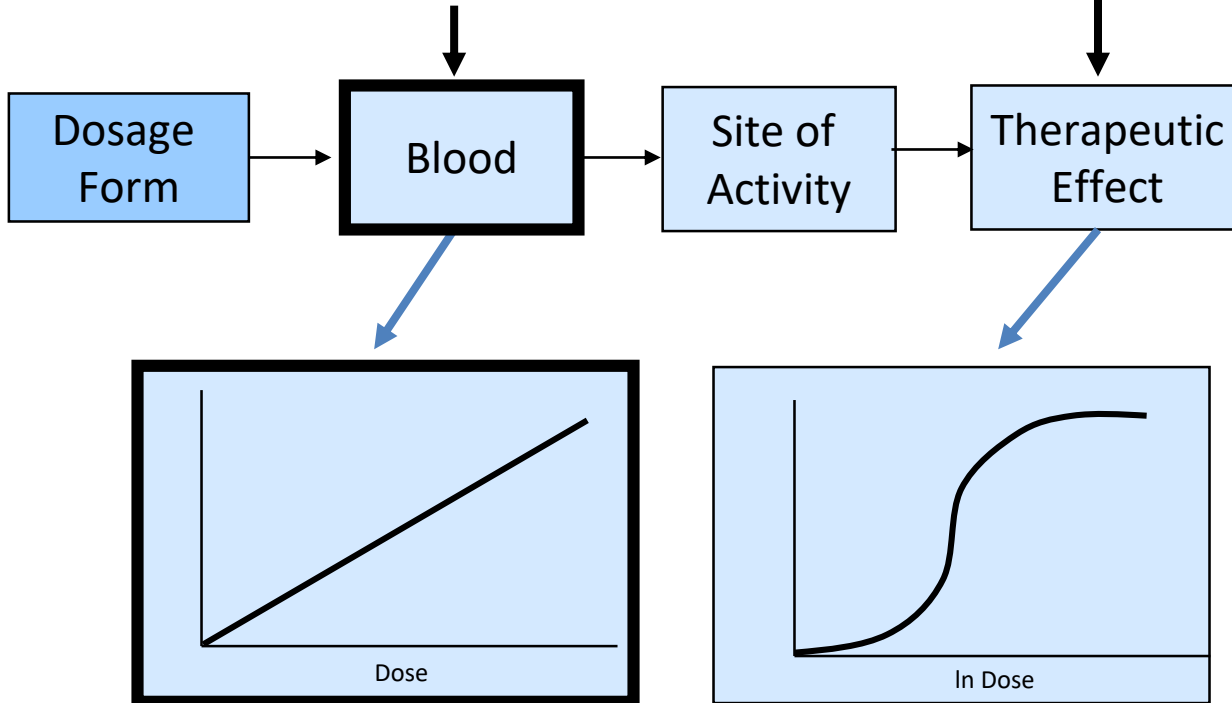 Dosage
Form
Blood
Site of
Activity
Therapeutic
Effect
Dose
ln Dose